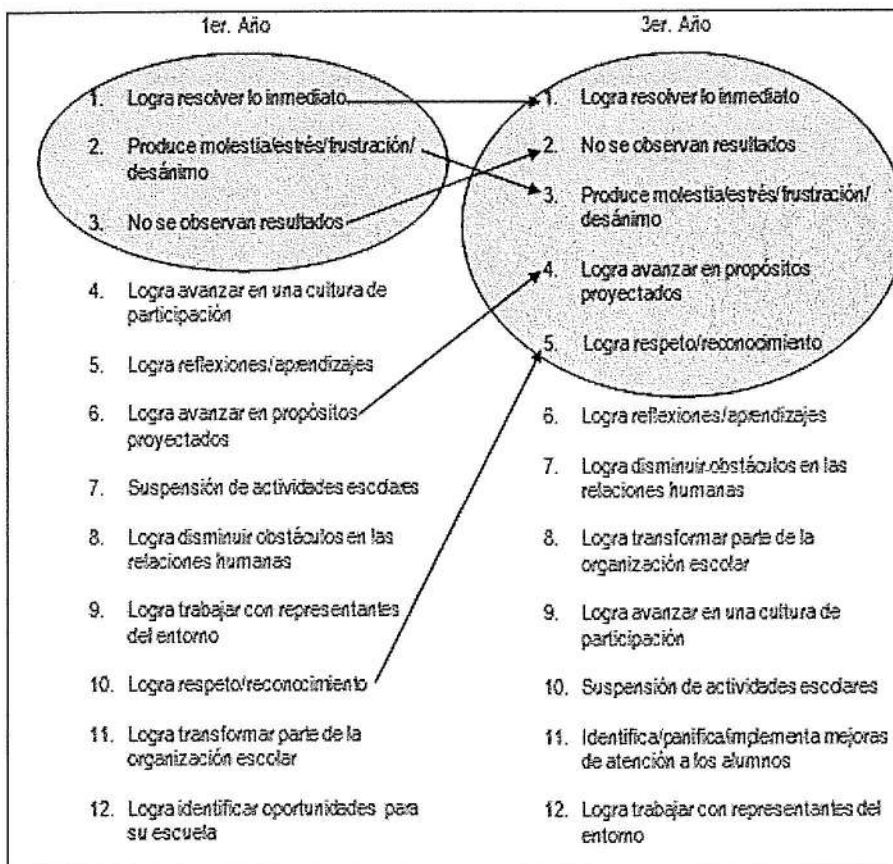 1er. Año
1. Logra resolver lo inmediato
2. Produce molestia/estrés/frustración/
desánimo
3. No se observan resultados
4. Logra avanzar en una cultura de
participación
5. Logra reflexiones/aprendizajes
6. Logra avanzar en propósitos
proyectados
7. Suspensión de actividades escolares
8. Logra disminuir obstáculos en las
relaciones humanas
9. Logra trabajar con representantes
del entorno
10. Logra respeto/reconocimiento
11. Logra transformar parte de la
organización escolar
12. Logra identificar oportunidades para
su escuela
3er. Año
1. Logra resolver lo inmediato
2. No se observan resultados
3. Produce molestia/estrés/frustración/
desánimo
4. Logra avanzar en propósitos
proyectados
5. Logra respeto/reconocimiento
6. Logra reflexiones/aprendizajes
7. Logra disminuir obstáculos en las
relaciones humanas
8. Logra transformar parte de la
organización escolar
9. Logra avanzar en una cultura de
participación
10. Suspensión de actividades escolares
11. Identifica/panifica/implementa mejoras
de atención a los alumnos
12. Logra trabajar con representantes del
entorno